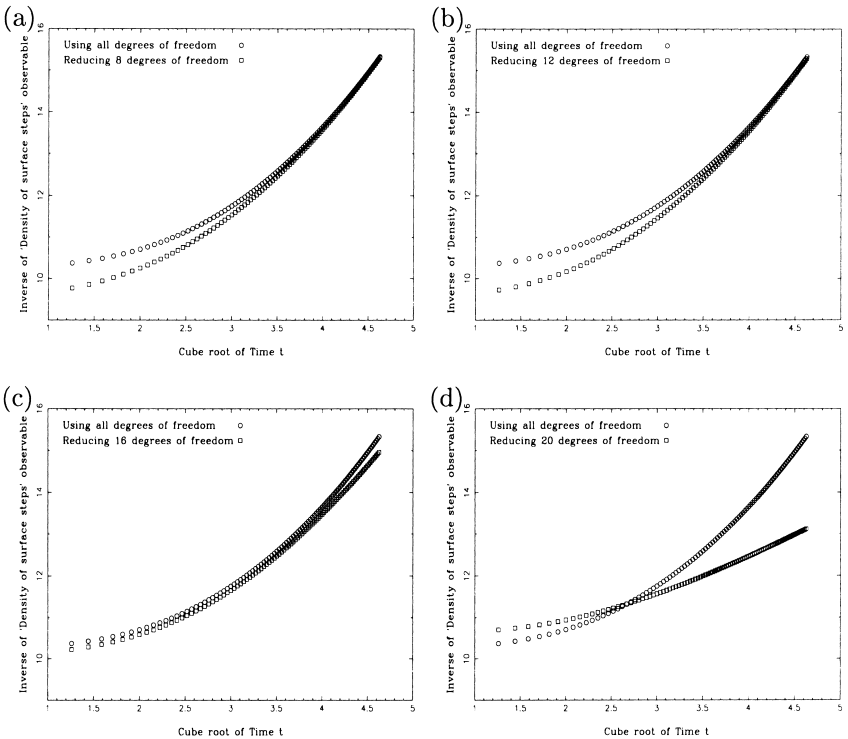 (a)
Using all degrees of freedom
Reducing 8 degrees of freedom
16
14
12
10
Inverse of 'Density of surface steps' observable
1 1.5 2 2.5 3 3.5 4 4.5 5
Cube root of Time t
(b)
Using all degrees of freedom
Reducing 12 degrees of freedom
16
14
12
10
Inverse of 'Density of surface steps' observable
1 1.5 2 2.5 3 3.5 4 4.5 5
Cube root of Time t
(c)
Using all degrees of freedom
Reducing 16 degrees of freedom
16
14
12
10
Inverse of 'Density of surface steps' observable
1 1.5 2 2.5 3 3.5 4 4.5 5
Cube root of Time t
(d)
Using all degrees of freedom
Reducing 20 degrees of freedom
16
14
12
10
Inverse of 'Density of surface steps' observable
1 1.5 2 2.5 3 3.5 4 4.5 5
Cube root of Time t